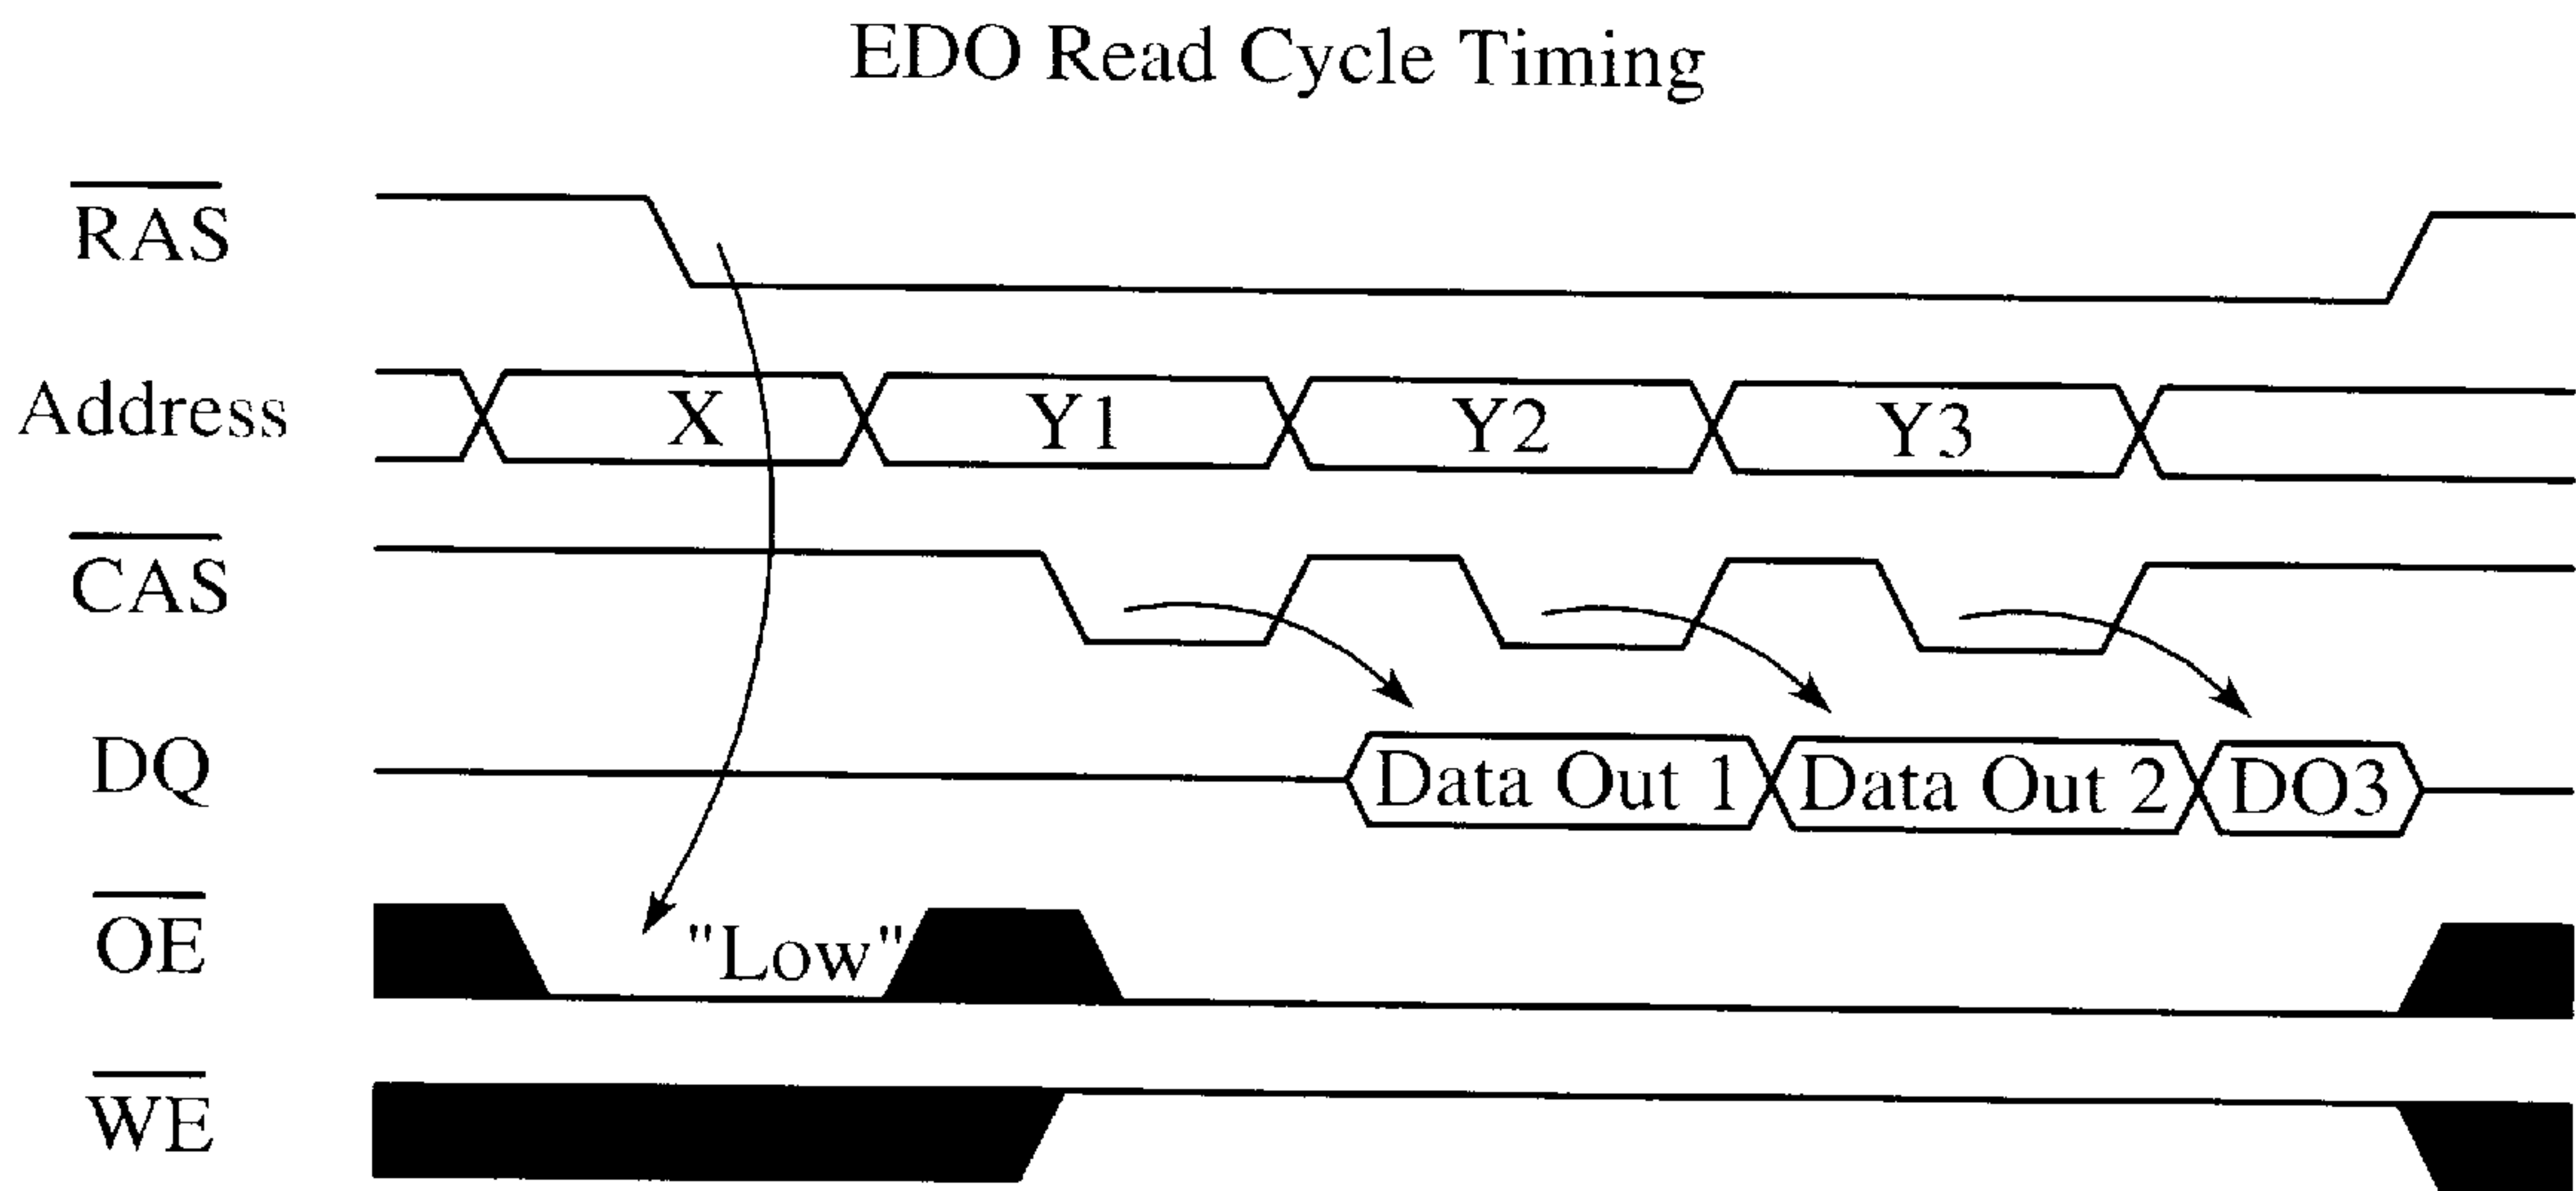 EDO Read Cycle Timing
RAS
Address X Y1 Y2 Y3
CAS
DQ Data Out 1 Data Out 2 DO3
OE "Low"
WE